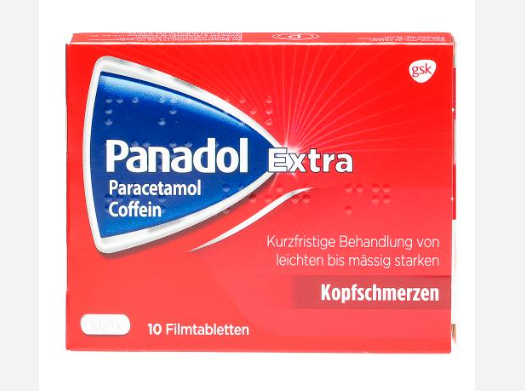 gsk
Panadol Extra
Paracetamol
Coffein
Kurzfristige Behandlung von
leichten bis mässig starken
Kopfschmerzen
10 Filmtabletten